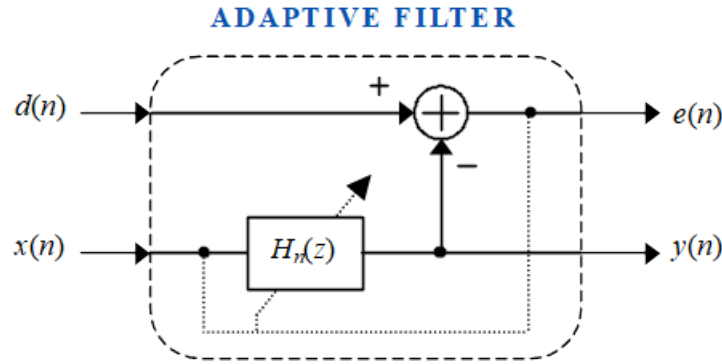 ADAPTIVE FILTER
d(n) + e(n)
−
x(n) Hn(z) y(n)